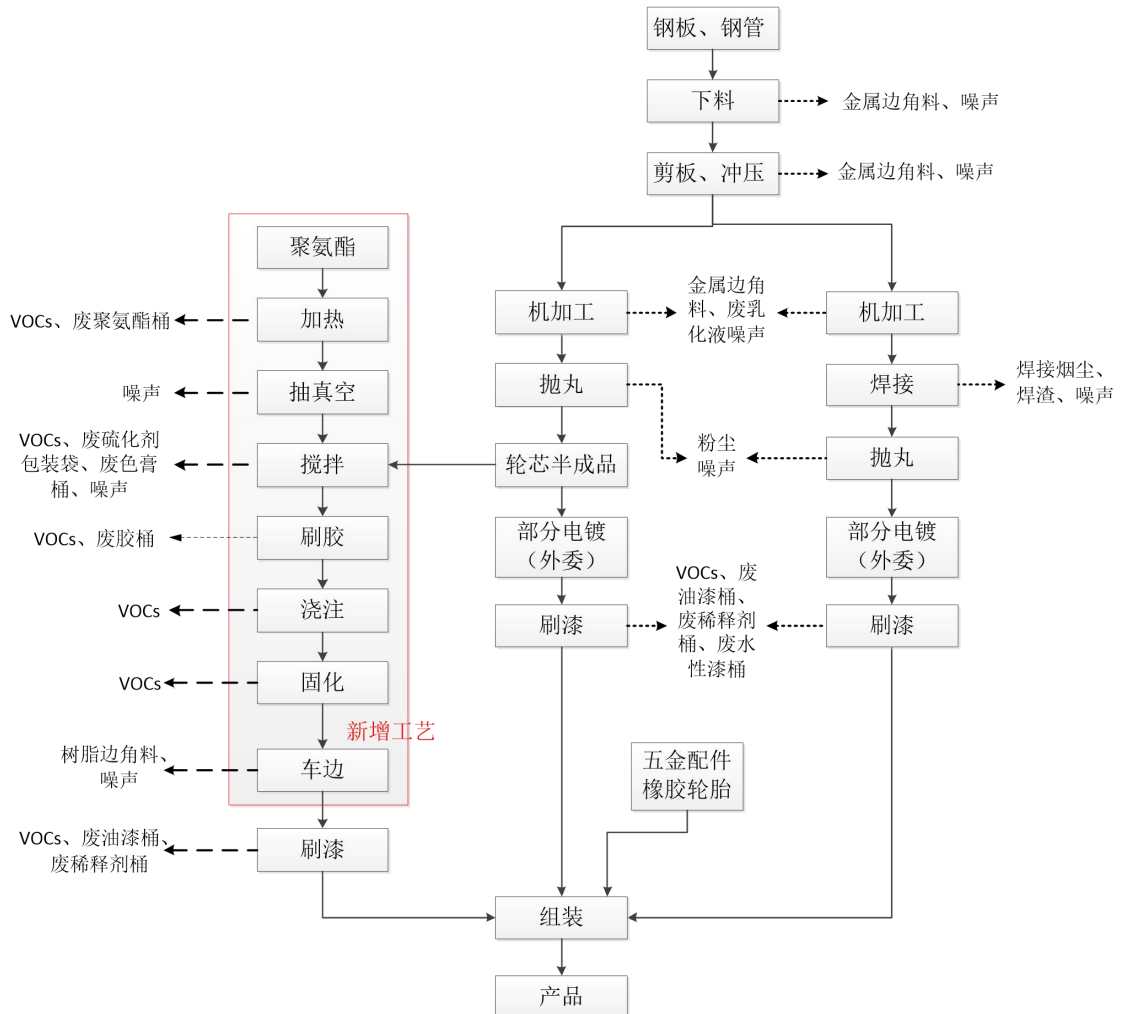 钢板、钢管
下料
金属边角料、噪声
剪板、冲压
金属边角料、噪声
聚氨酯
VOCs、废聚氨酯桶
加热
噪声
抽真空
VOCs、废硫化剂
包装袋、废色膏
桶、噪声
搅拌
VOCs、废胶桶
刷胶
VOCs
浇注
VOCs
固化
新增工艺
树脂边角料、
噪声
车边
VOCs、废油漆桶、
废稀释剂桶
刷漆
机加工
金属边角
料、废乳
化液噪声
机加工
抛丸
焊接
焊接烟尘、
焊渣、噪声
轮芯半成品
粉尘
噪声
抛丸
部分电镀
（外委）
部分电镀
（外委）
刷漆
VOCs、废
油漆桶、
废稀释剂
桶、废水
性漆桶
刷漆
五金配件
橡胶轮胎
组装
产品